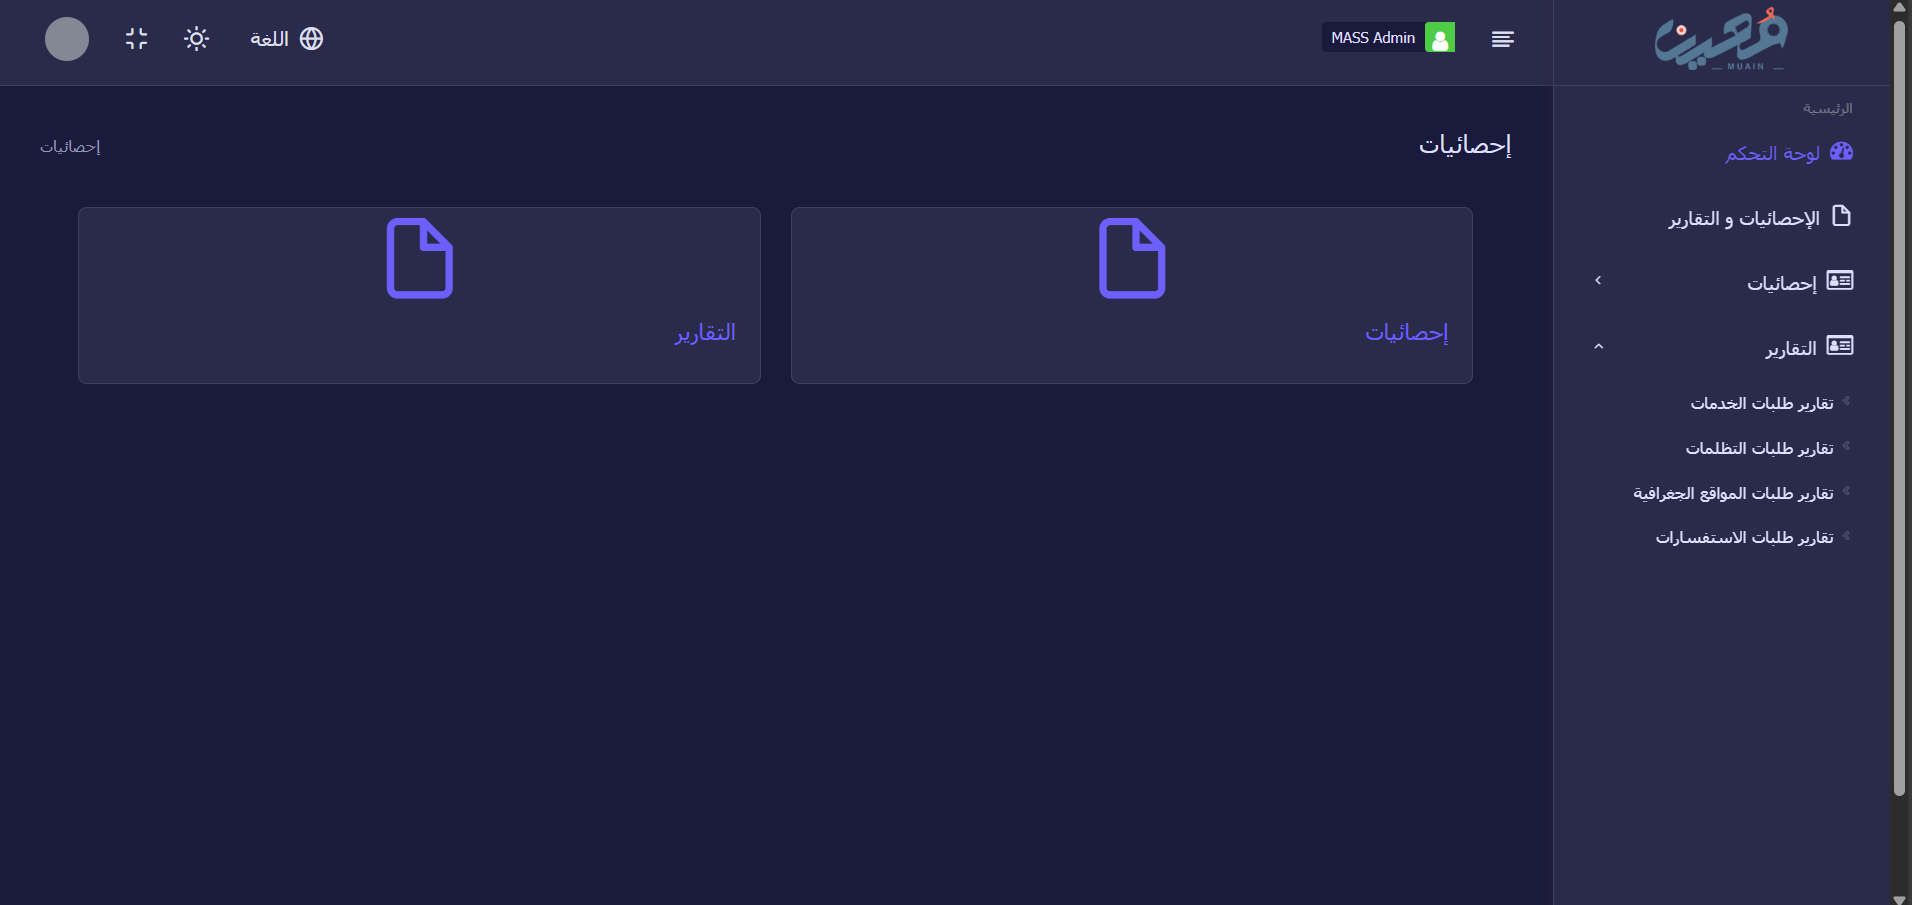 مُعين
MUAIN
MASS Admin
اللغة
الرئيسية
لوحة التحكم
الإحصائيات و التقارير
إحصائيات
التقارير
تقارير طلبات الخدمات
تقارير طلبات التظلمات
تقارير طلبات المواقع الجغرافية
تقارير طلبات الاستفسارات
إحصائيات
إحصائيات
إحصائيات
التقارير